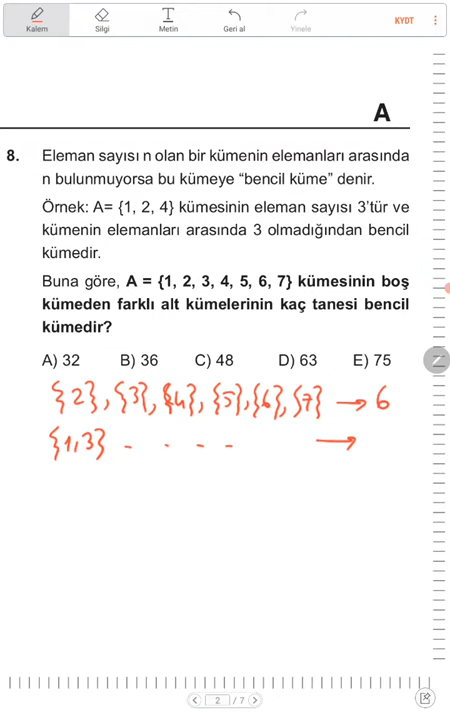 Kalem Silgi Metin Geri al Yinele KYDT
A
8. Eleman sayısı n olan bir kümenin elemanları arasında
n bulunmuyorsa bu kümeye “bencil küme” denir.
Örnek: A= {1, 2, 4} kümesinin eleman sayısı 3’tür ve
kümenin elemanları arasında 3 olmadığından bencil
kümedir.
Buna göre, A = {1, 2, 3, 4, 5, 6, 7} kümesinin boş
kümeden farklı alt kümelerinin kaç tanesi bencil
kümedir?
A) 32 B) 36 C) 48 D) 63 E) 75
{2}, {3}, {4}, {5}, {6}, {7} → 6
{1,3} - - - - →
2 / 7